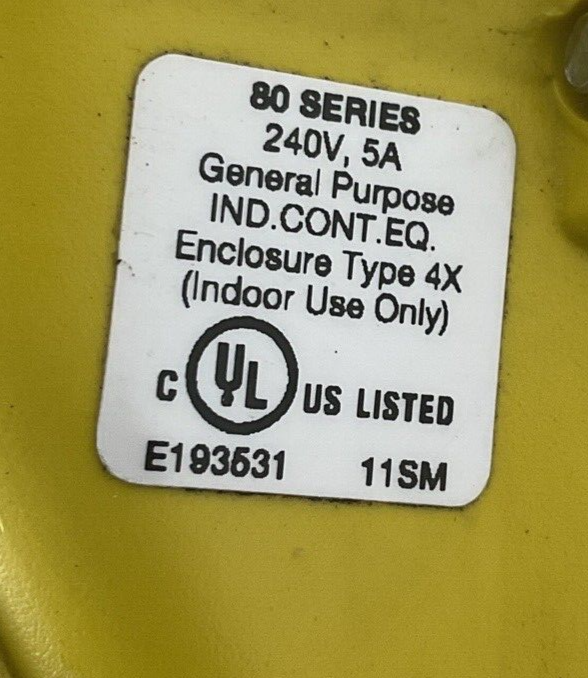 80 SERIES
240V, 5A
General Purpose
IND.CONT.EQ.
Enclosure Type 4X
(Indoor Use Only)
C UL US LISTED
E193531 11SM